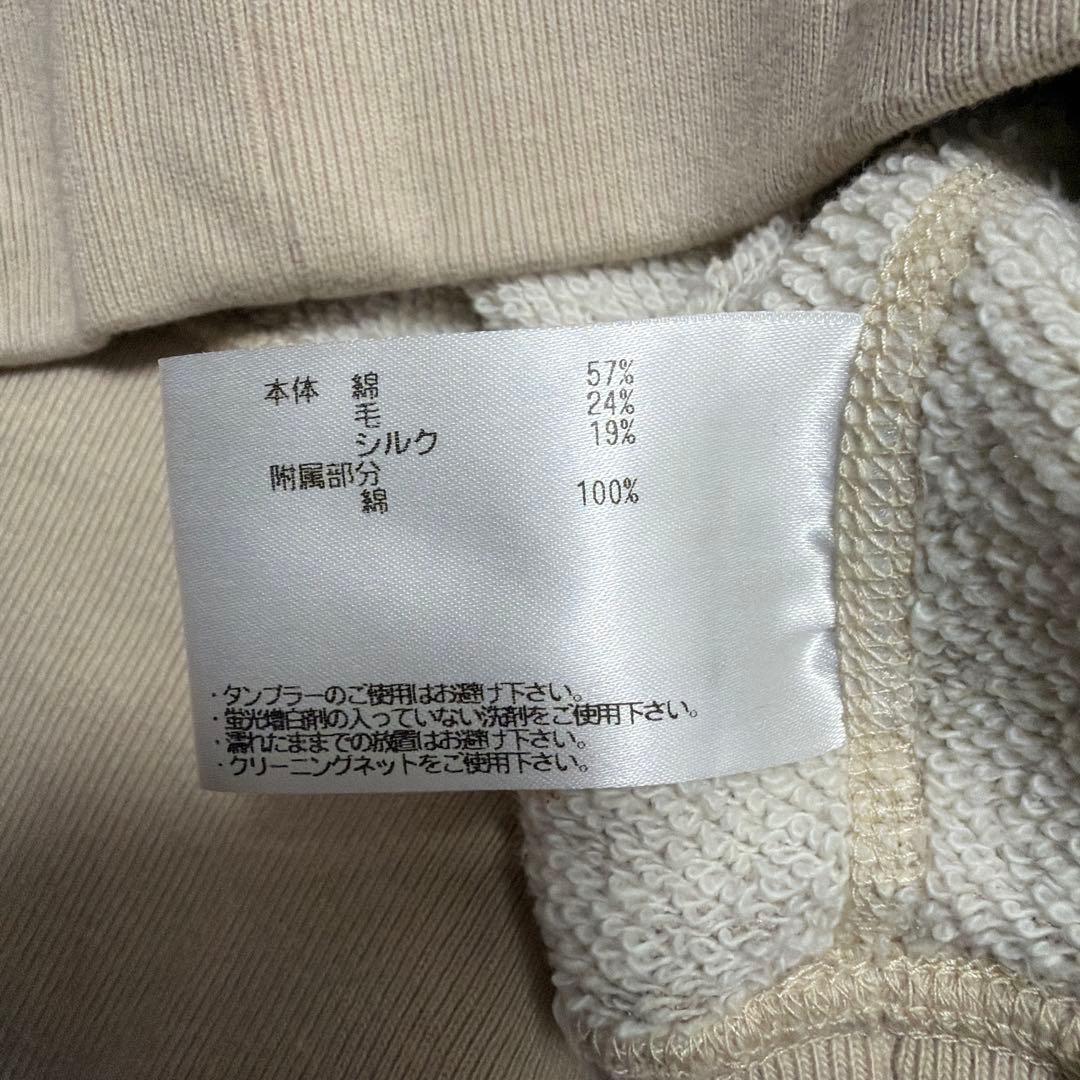 本体 綿 57%
毛 24%
シルク 19%
附属部分
綿 100%
・タンブラーのご使用はお避け下さい。
・蛍光増白剤の入っていない洗剤をご使用下さい。
・濡れたままでの放置はお避け下さい。
・クリーニングネットをご使用下さい。